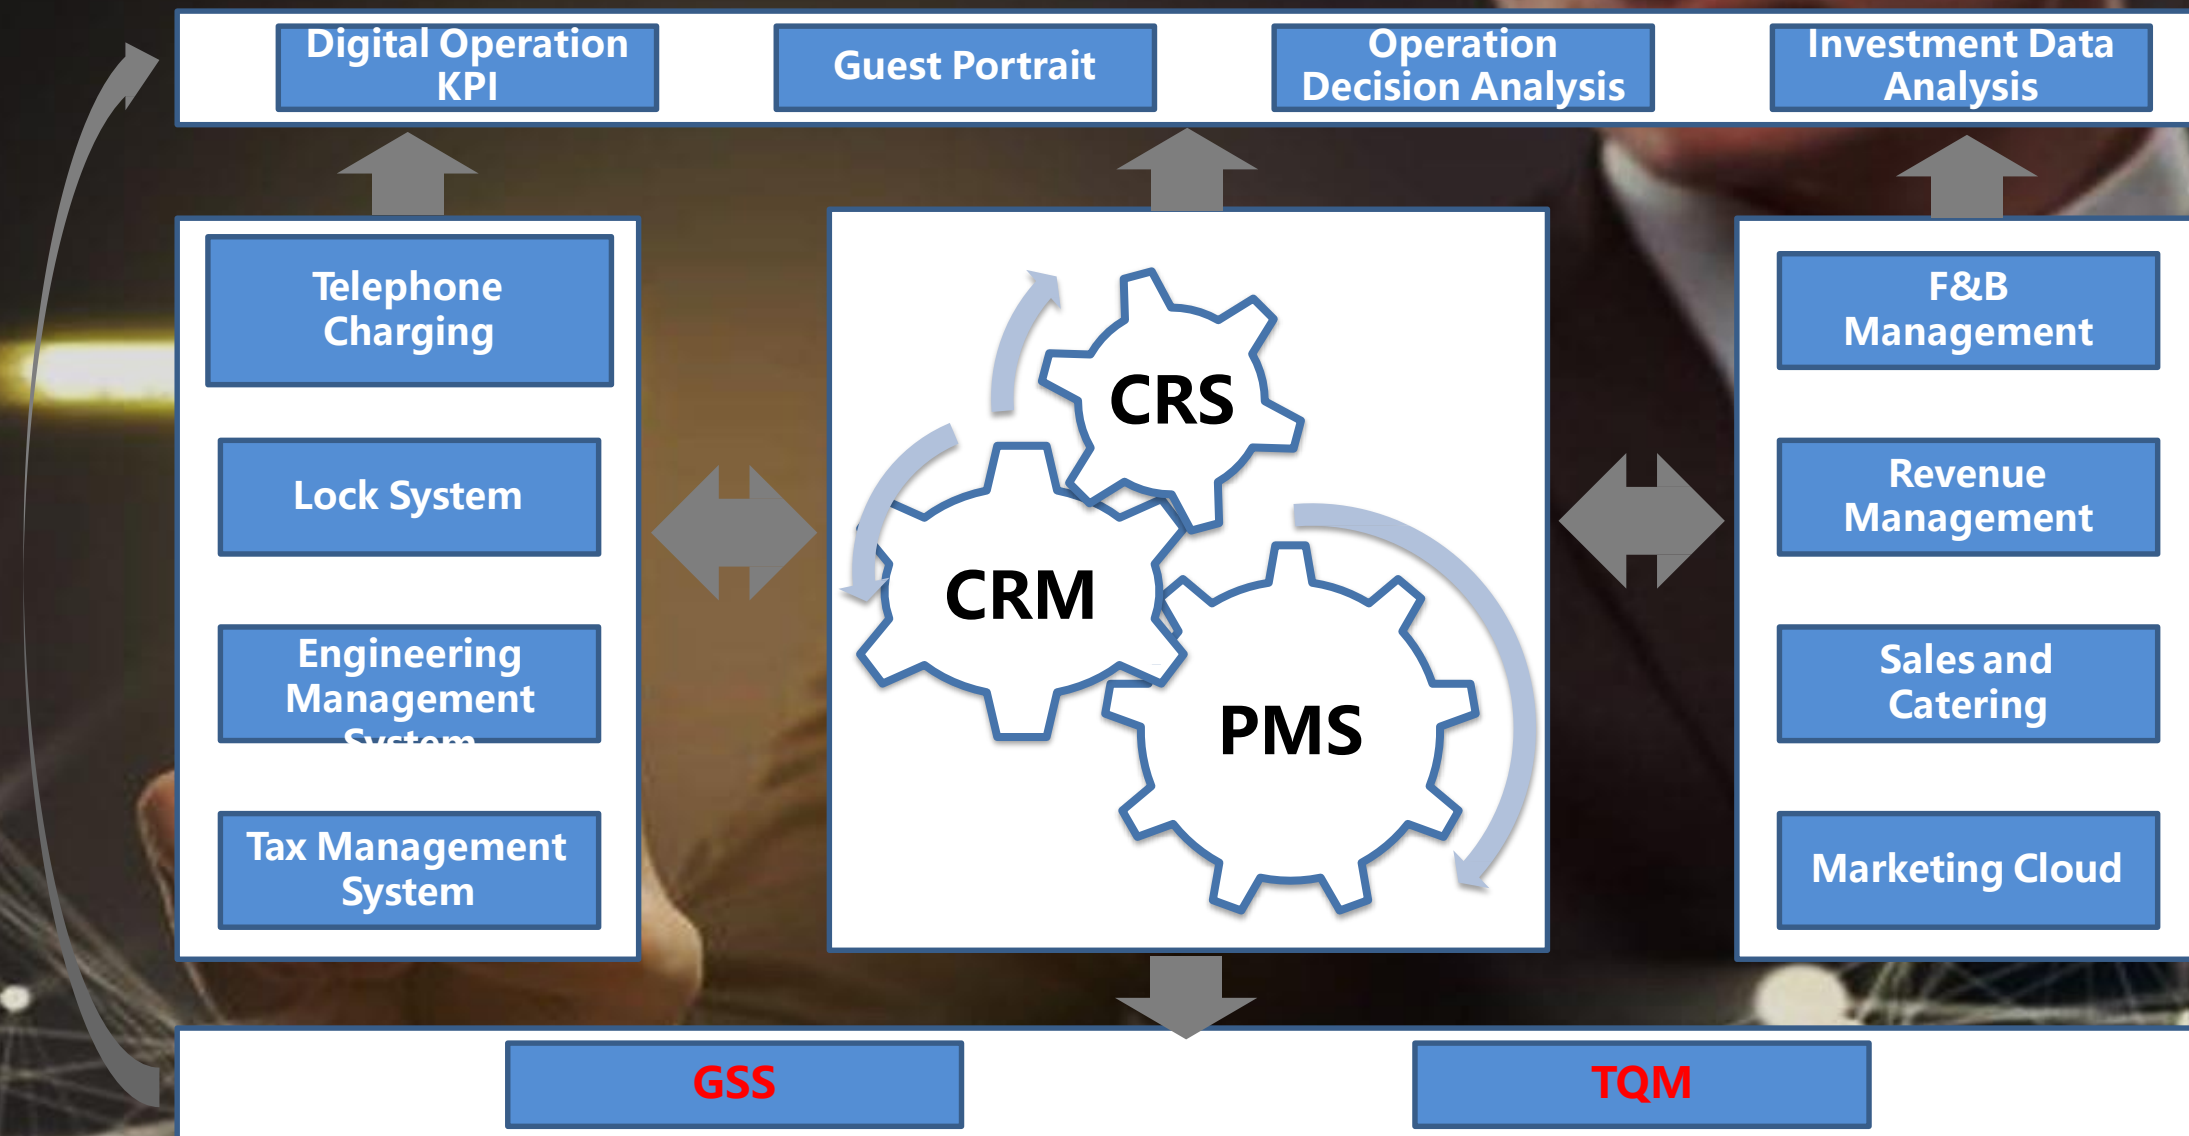 Digital Operation
KPI
Guest Portrait
Operation
Decision Analysis
Investment Data
Analysis
Telephone
Charging
Lock System
Engineering
Management
System
Tax Management
System
CRS
CRM
PMS
F&B
Management
Revenue
Management
Sales and
Catering
Marketing Cloud
GSS
TQM